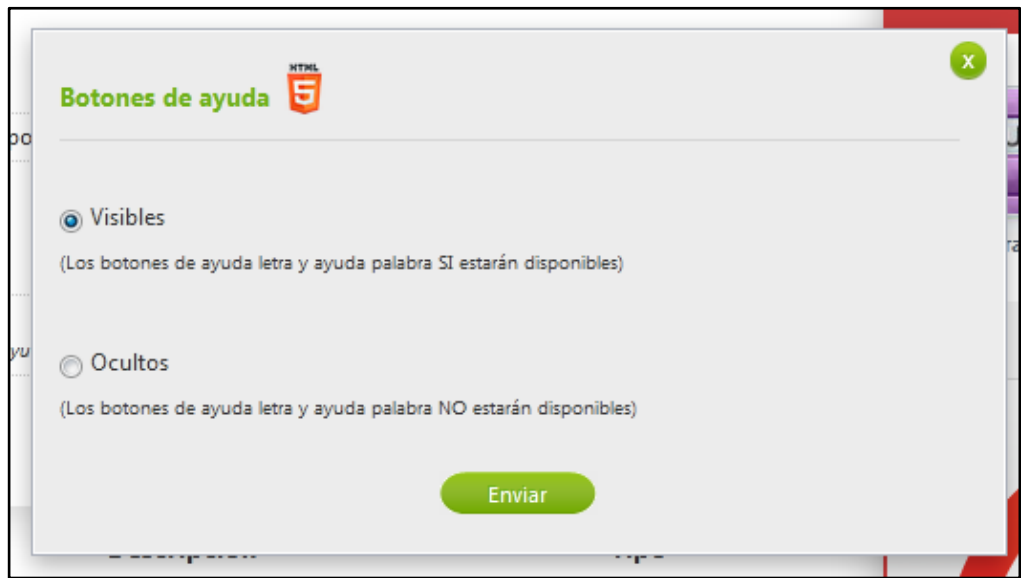 X
HTML
5
Botones de ayuda
Visibles
(Los botones de ayuda letra y ayuda palabra SI estarán disponibles)
Ocultos
(Los botones de ayuda letra y ayuda palabra NO estarán disponibles)
Enviar